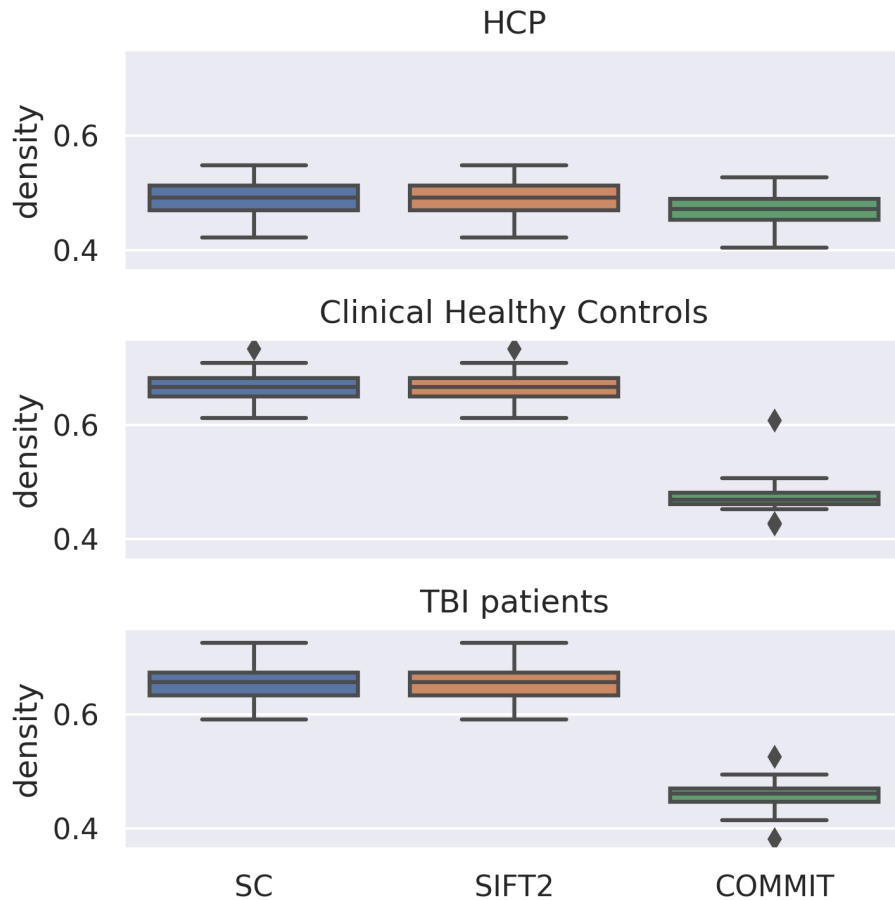 HCP
density
0.6
0.4
Clinical Healthy Controls
density
0.6
0.4
TBI patients
density
0.6
0.4
SC SIFT2 COMMIT